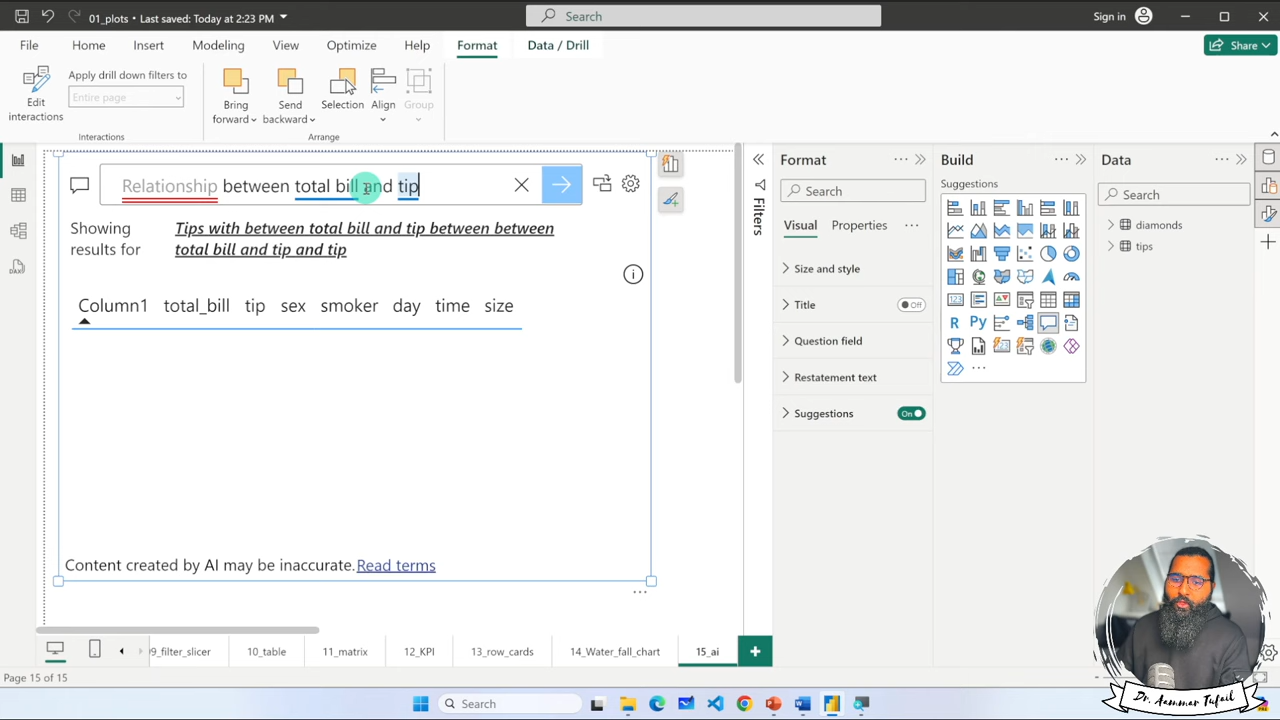 01_plots • Last saved: Today at 2:23 PM
Search
Sign in
File Home Insert Modeling View Optimize Help Format Data / Drill
Share
Edit interactions
Apply drill down filters to
Entire page
Bring forward
Send backward
Selection
Align
Group
Interactions
Arrange
Relationship between total bill and tip
Showing results for
Tips with between total bill and tip between between
total bill and tip and tip
Column1 total_bill tip sex smoker day time size
Content created by AI may be inaccurate. Read terms
Filters
Format
Search
Visual Properties
Size and style
Title Off
Question field
Restatement text
Suggestions On
Build
Suggestions
R Py
Data
Search
diamonds
tips
9_filter_slicer 10_table 11_matrix 12_KPI 13_row_cards 14_Water_fall_chart 15_ai
Page 15 of 15
Search
Dr. Aammar Tufail